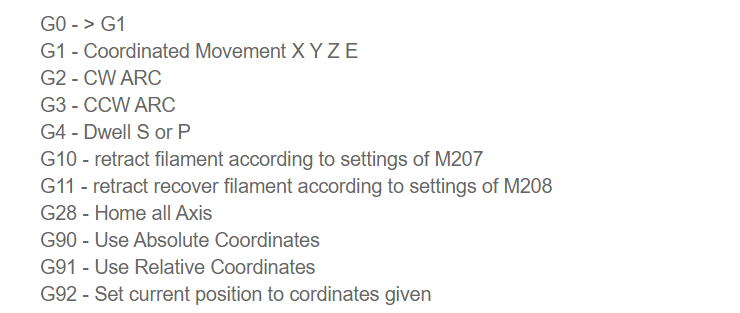 G0 - > G1
G1 - Coordinated Movement X Y Z E
G2 - CW ARC
G3 - CCW ARC
G4 - Dwell S or P
G10 - retract filament according to settings of M207
G11 - retract recover filament according to settings of M208
G28 - Home all Axis
G90 - Use Absolute Coordinates
G91 - Use Relative Coordinates
G92 - Set current position to cordinates given